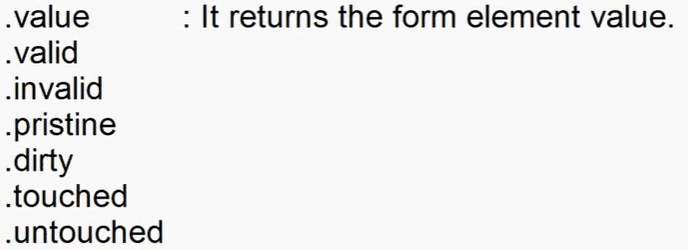 .value : It returns the form element value.
.valid
.invalid
.pristine
.dirty
.touched
.untouched